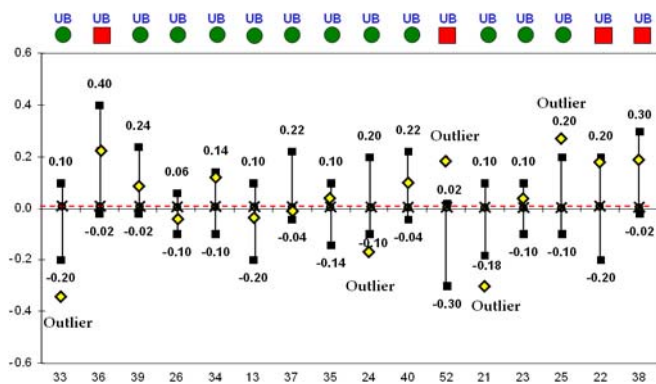 UB UB UB UB UB UB UB UB UB UB UB UB UB UB UB UB
0.6
0.40
0.4
0.24 0.22 0.20 0.22 Outlier Outlier 0.20 0.20 0.30
0.2
0.10 0.06 0.14 0.10 0.10 0.02 0.10 0.10
0.0
-0.02 -0.02 -0.04 -0.04 -0.02
-0.10 -0.10 -0.14 -0.10 -0.10 -0.10
-0.2
-0.20 -0.20 -0.18 -0.20
Outlier Outlier -0.30 Outlier
-0.4
-0.6
33 36 39 26 34 13 37 35 24 40 52 21 23 25 22 38